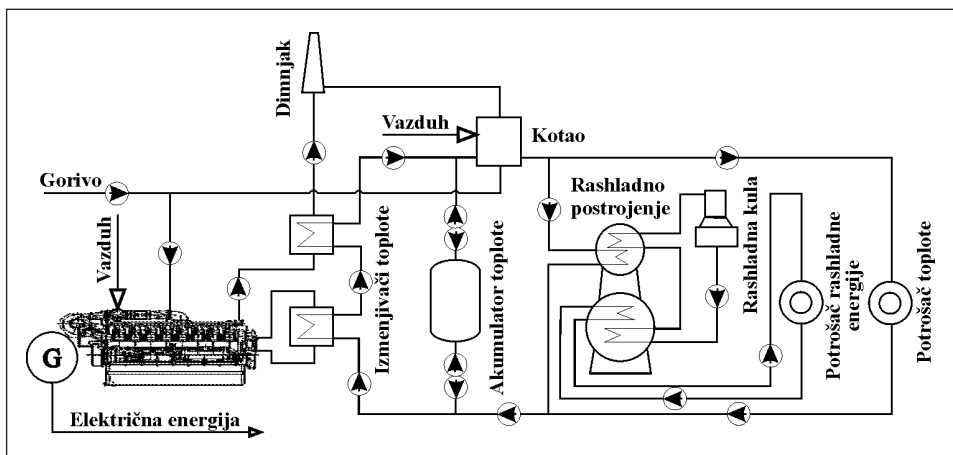 Dimnjak
Vazduh
Kotao
Gorivo
Vazduh
Rashladno
postrojenje
Rashladna kula
Izmenjivači toplote
Akumulator toplote
Potrošač rashladne
energije
Potrošač toplote
G
Električna energija